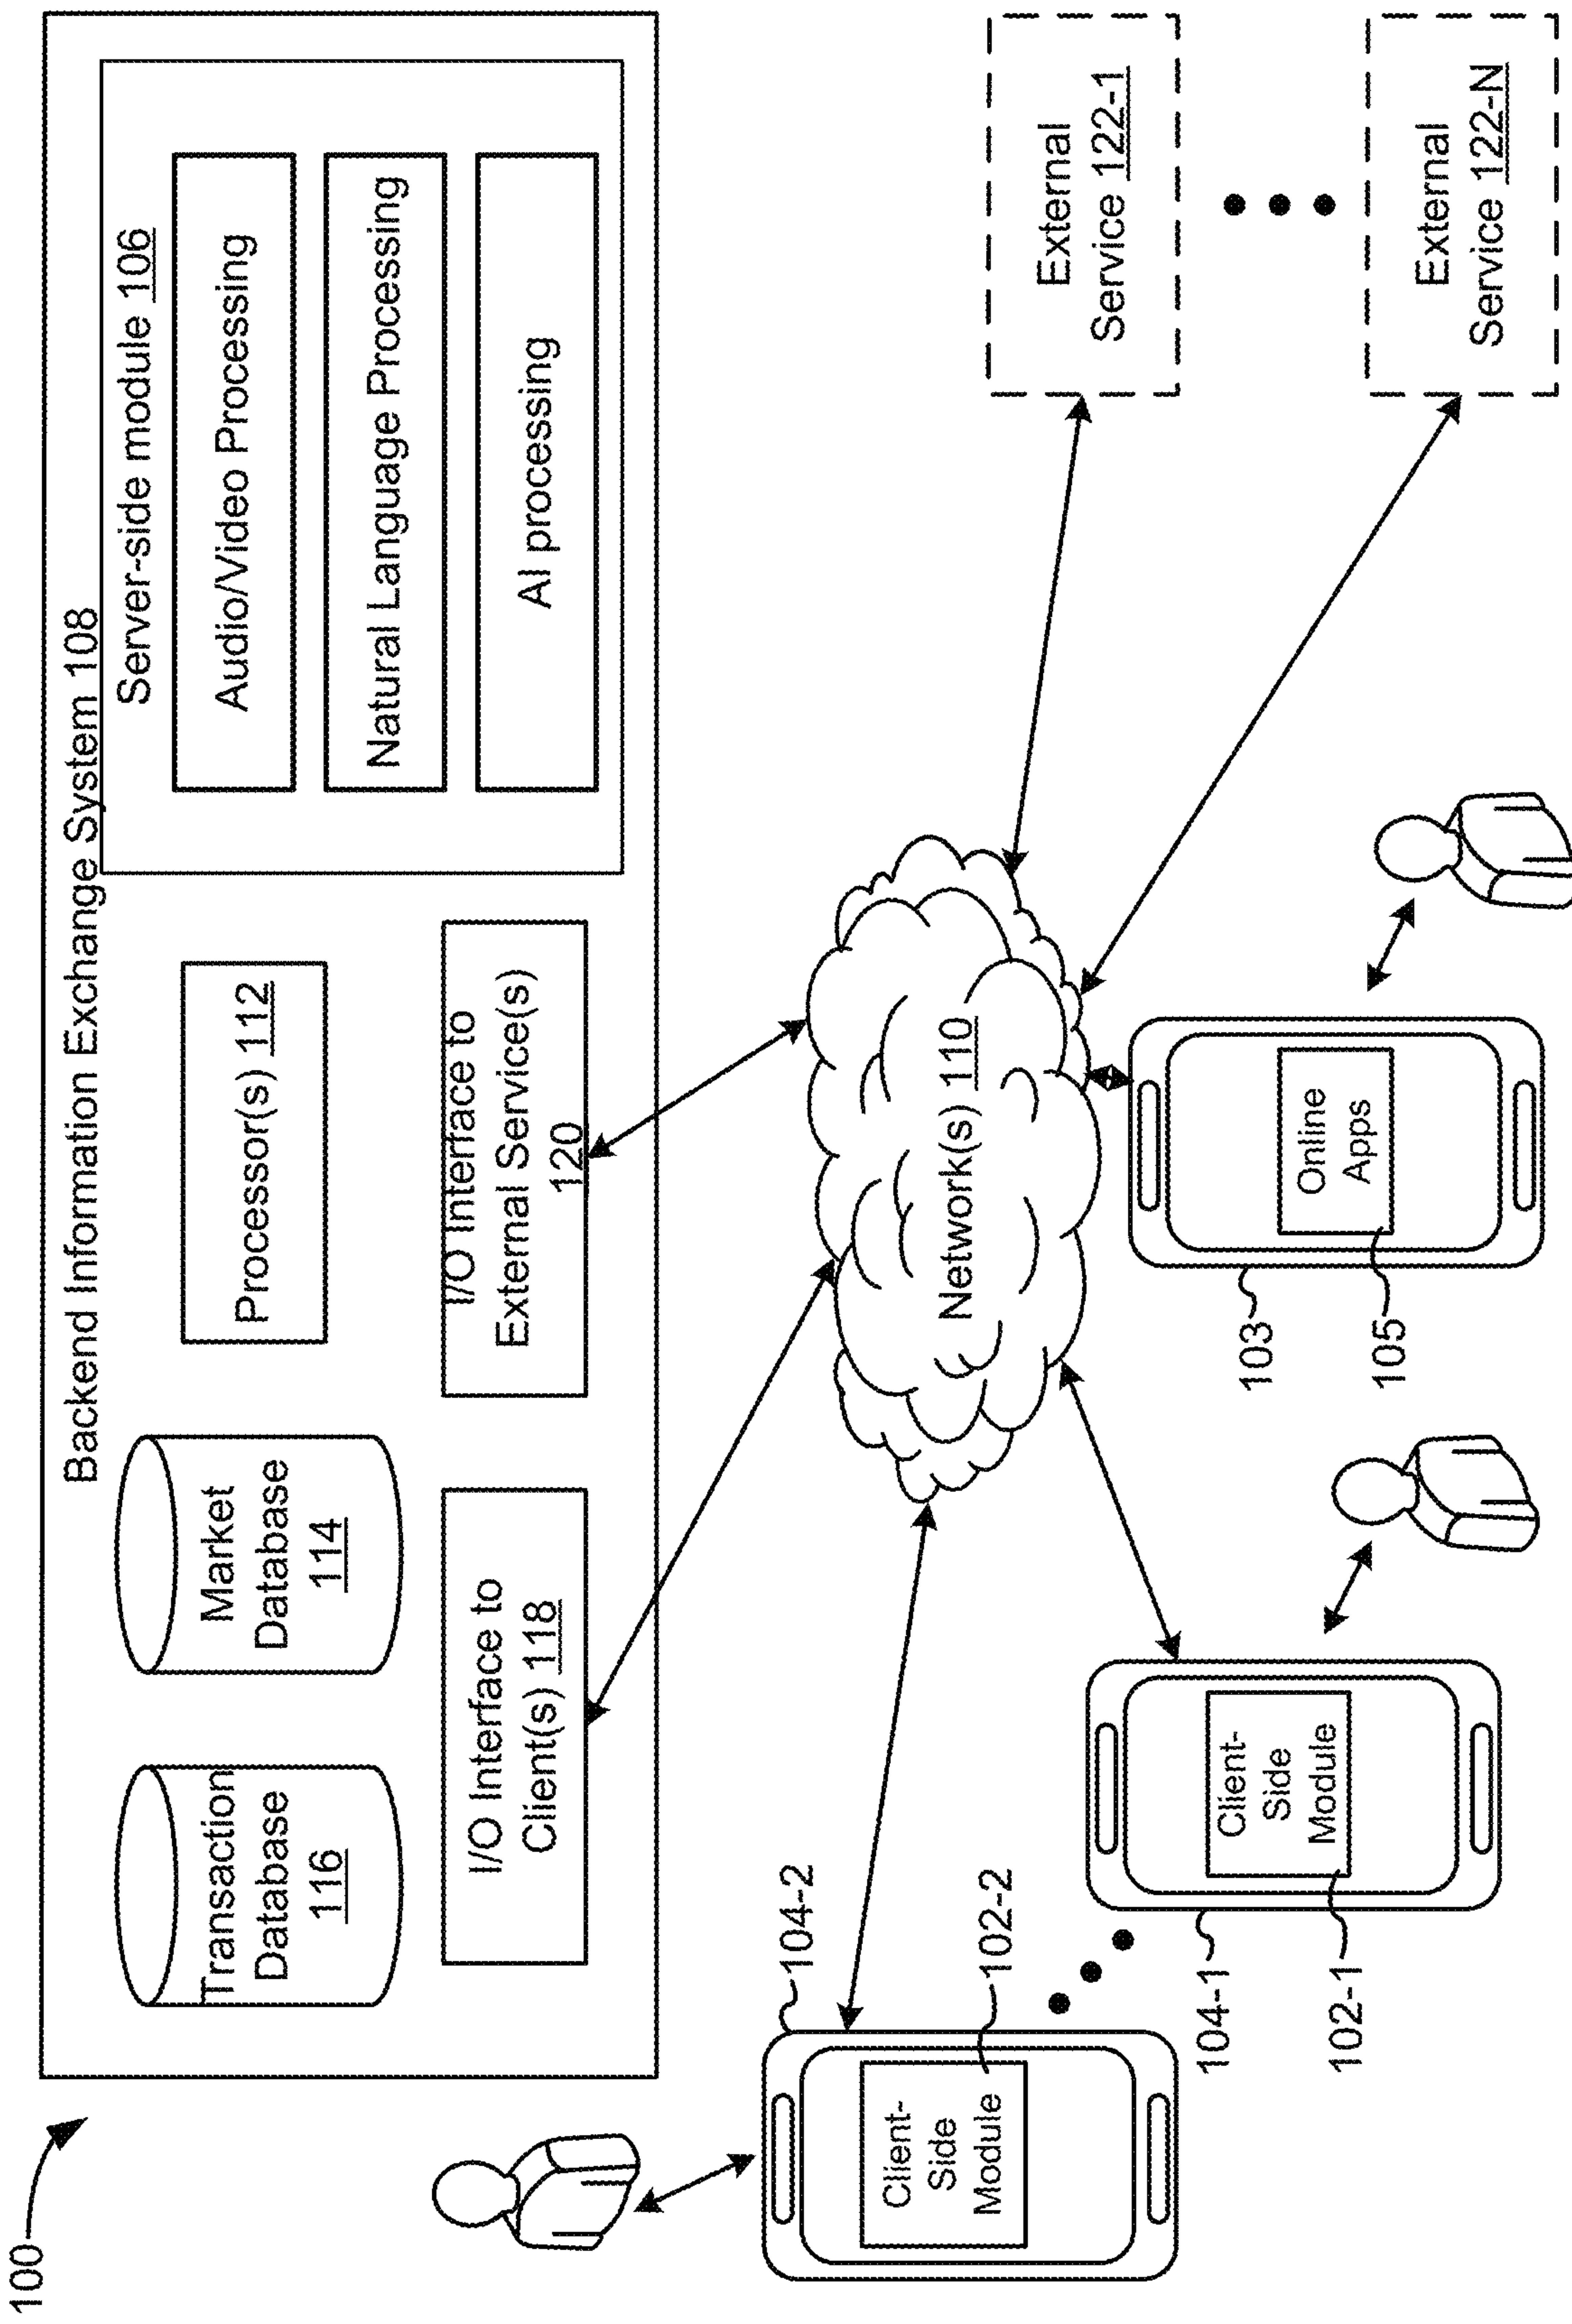 100
Backend Information Exchange System 108
Transaction
Database
116
Market
Database
114
Processor(s) 112
Server-side module 106
Audio/Video Processing
Natural Language Processing
AI processing
I/O Interface to
Client(s) 118
I/O Interface to
External Service(s)
120
Network(s) 110
104-2
Client-
Side
Module
102-2
104-1
Client-
Side
Module
102-1
103
Online
Apps
105
External
Service 122-1
External
Service 122-N